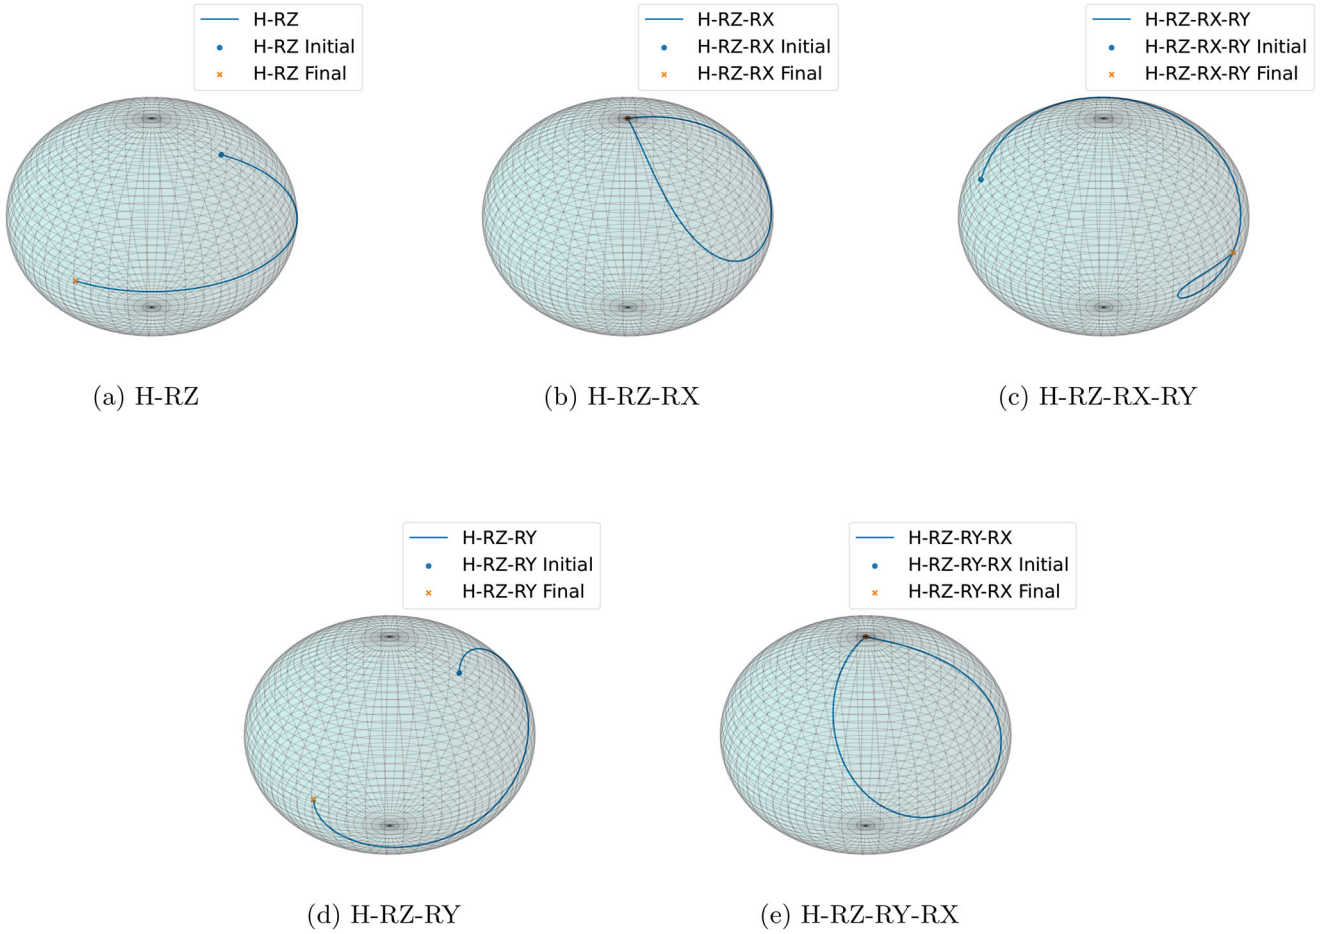 H-RZ
H-RZ Initial
H-RZ Final
H-RZ-RX
H-RZ-RX Initial
H-RZ-RX Final
H-RZ-RX-RY
H-RZ-RX-RY Initial
H-RZ-RX-RY Final
(a) H-RZ
(b) H-RZ-RX
(c) H-RZ-RX-RY
H-RZ-RY
H-RZ-RY Initial
H-RZ-RY Final
H-RZ-RY-RX
H-RZ-RY-RX Initial
H-RZ-RY-RX Final
(d) H-RZ-RY
(e) H-RZ-RY-RX